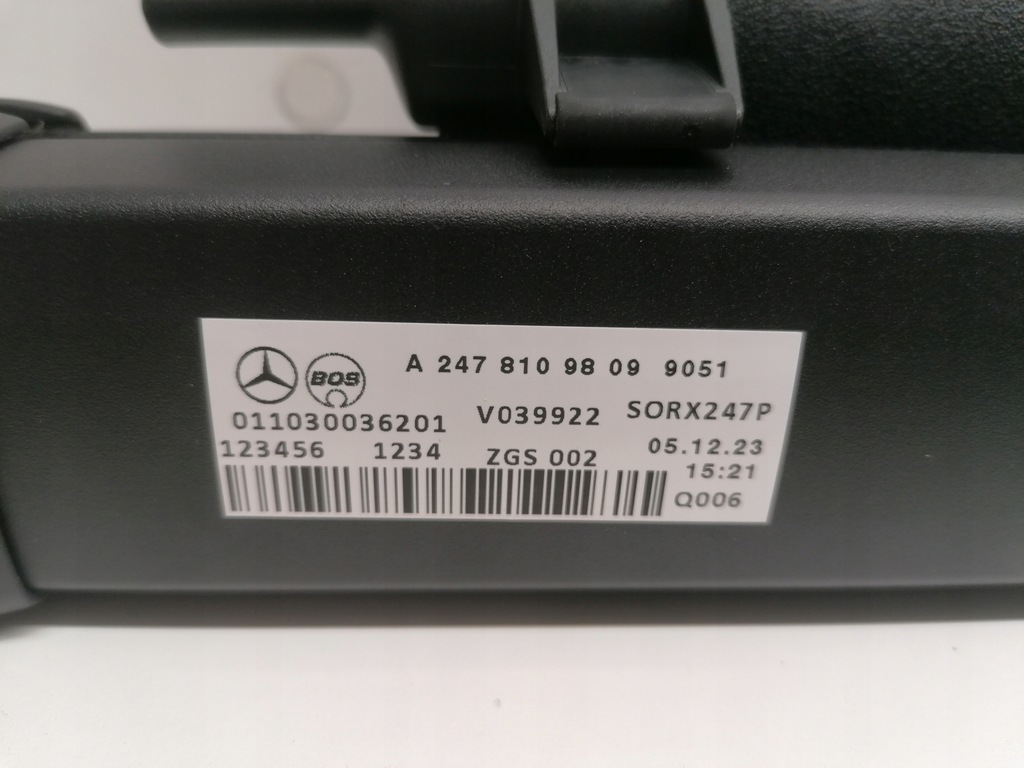 A 247 810 98 09 9051
BOS
011030036201 V039922 SORX247P
123456 1234 ZGS 002 05.12.23
15:21
Q006